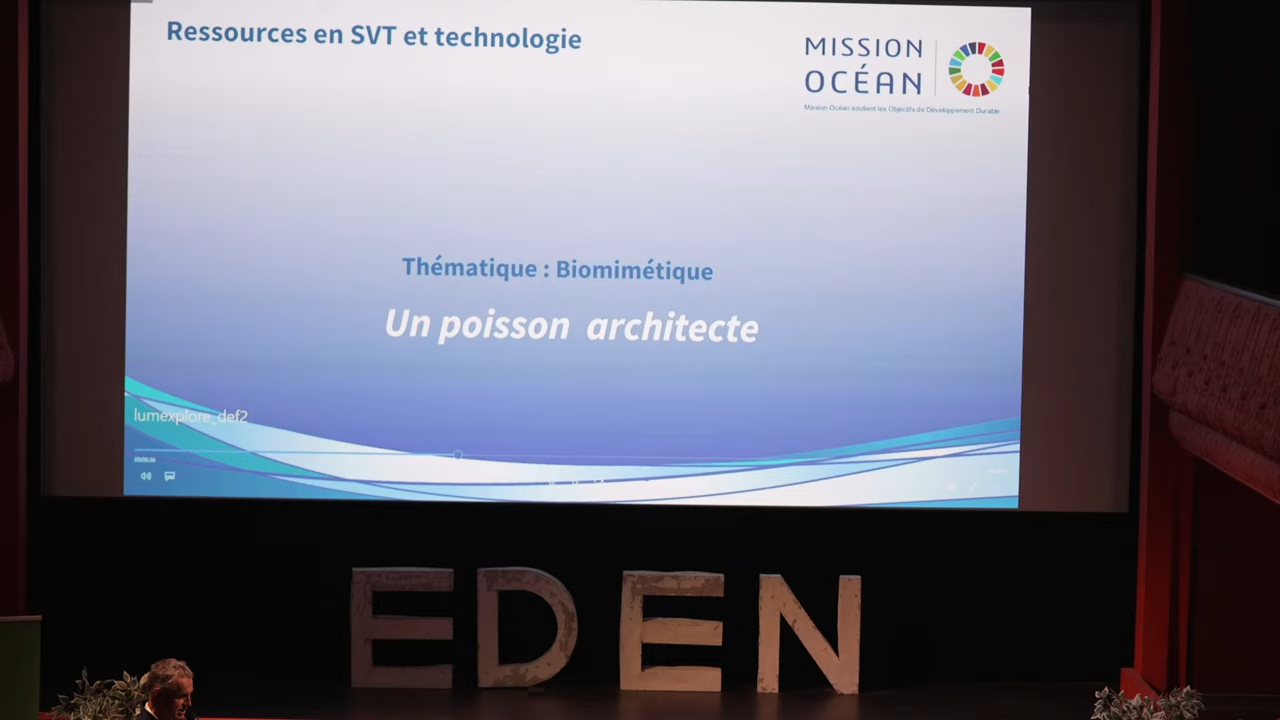 Ressources en SVT et technologie
MISSION
OCÉAN
Mission Océan soutient les Objectifs de Développement Durable
Thématique : Biomimétique
Un poisson architecte
lumexplore_def2
EDEN